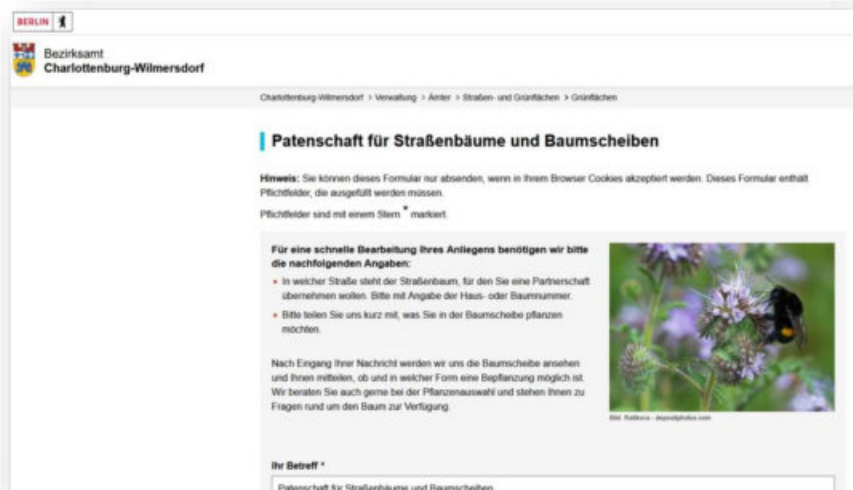 BERLIN
Bezirksamt
Charlottenburg-Wilmersdorf
Charlottenburg-Wilmersdorf > Verwaltung > Ämter > Straßen- und Grünflächen > Grünflächen
Patenschaft für Straßenbäume und Baumscheiben
Hinweis: Sie können dieses Formular nur absenden, wenn in Ihrem Browser Cookies akzeptiert werden. Dieses Formular enthält
Pflichtfelder, die ausgefüllt werden müssen.
Pflichtfelder sind mit einem Stern * markiert.
Für eine schnelle Bearbeitung Ihres Anliegens benötigen wir bitte
die nachfolgenden Angaben:
In welcher Straße steht der Straßenbaum, für den Sie eine Partnerschaft
übernehmen wollen. Bitte mit Angabe der Haus- oder Baumnummer.
Bitte teilen Sie uns kurz mit, was Sie in der Baumscheibe pflanzen
möchten.
Nach Eingang Ihrer Nachricht werden wir uns die Baumscheibe ansehen
und Ihnen mitteilen, ob und in welcher Form eine Bepflanzung möglich ist.
Wir beraten Sie auch gerne bei der Pflanzenauswahl und stehen Ihnen zu
Fragen rund um den Baum zur Verfügung.
Bild: - depositphotos.com
Ihr Betreff *
Patenschaft für Straßenbäume und Baumscheiben